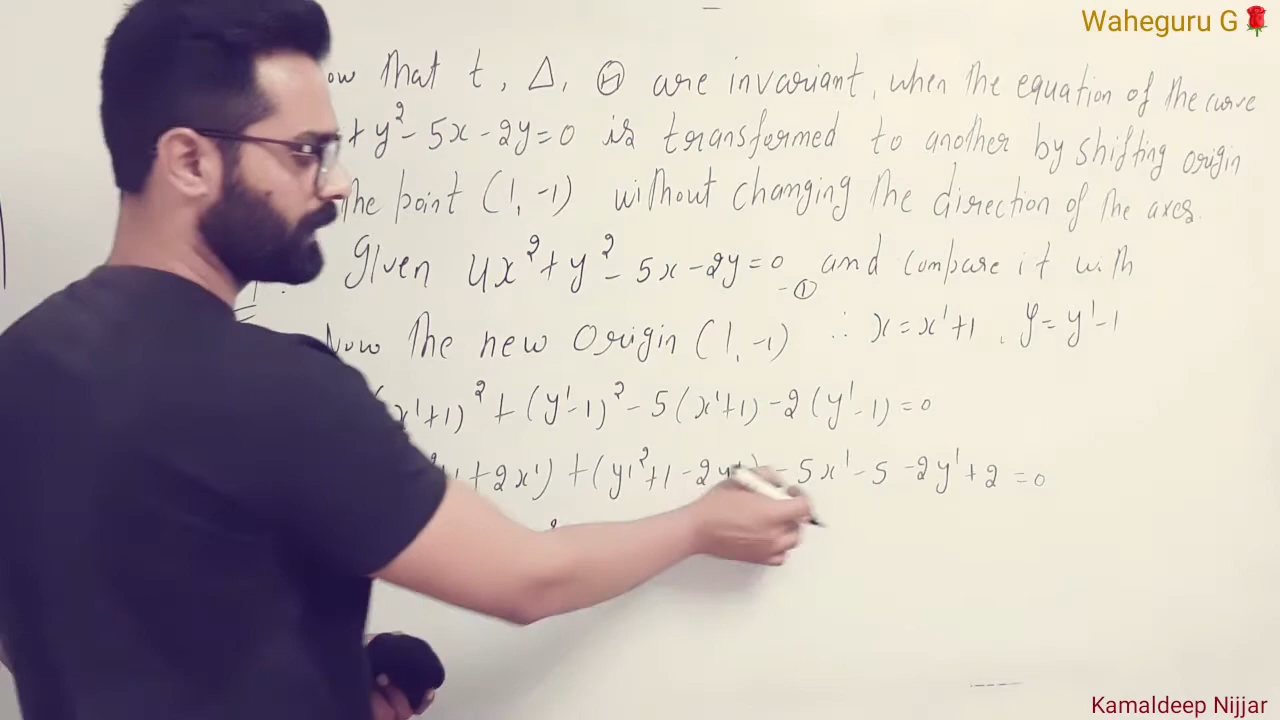 Waheguru G🌹
that t, Δ, Ⓗ are invariant, when the equation of the curve
+ y² - 5x - 2y = 0 is transformed to another by shifting origin
the point (1, -1) without changing the direction of the axes.
Given 4x² + y² - 5x - 2y = 0 -① and compare it with
Now the new origin (1, -1) ∴ x = x' + 1, y = y' - 1
x' + 1)² + (y' - 1)² - 5(x' + 1) - 2(y' - 1) = 0
+ 2x') + (y'² + 1 - 2y') - 5x' - 5 - 2y' + 2 = 0
Kamaldeep Nijjar